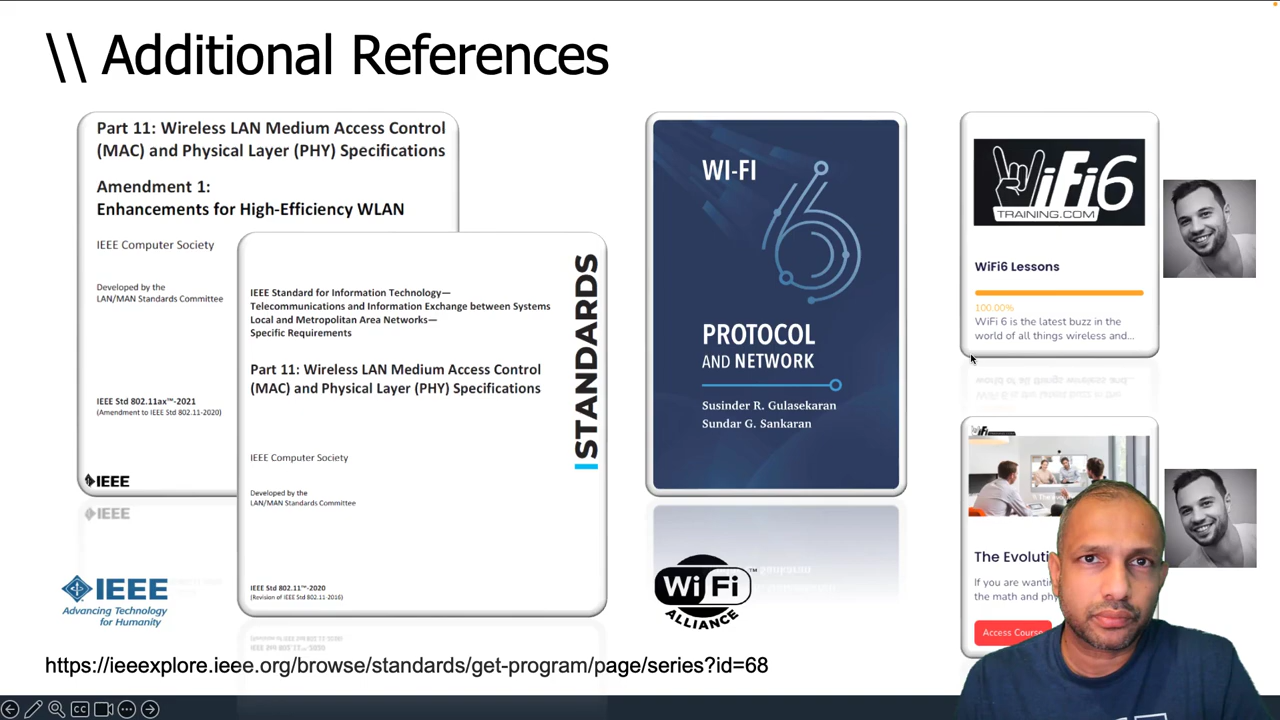 \\ Additional References
Part 11: Wireless LAN Medium Access Control
(MAC) and Physical Layer (PHY) Specifications
Amendment 1:
Enhancements for High-Efficiency WLAN
IEEE Computer Society
Developed by the
LAN/MAN Standards Committee
IEEE Std 802.11ax™-2021
(Amendment to IEEE Std 802.11-2020)
IEEE
IEEE Standard for Information Technology—
Telecommunications and Information Exchange between Systems
Local and Metropolitan Area Networks—
Specific Requirements
Part 11: Wireless LAN Medium Access Control
(MAC) and Physical Layer (PHY) Specifications
IEEE Computer Society
Developed by the
LAN/MAN Standards Committee
IEEE Std 802.11™-2020
(Revision of IEEE Std 802.11-2016)
STANDARDS
IEEE
Advancing Technology
for Humanity
WI-FI
6
PROTOCOL
AND NETWORK
Susinder R. Gulasekaran
Sundar G. Sankaran
Wi Fi™
ALLIANCE
WiFi6
TRAINING.COM
WiFi6 Lessons
100.00%
WiFi 6 is the latest buzz in the
world of all things wireless and...
The Evoluti
If you are wanti
the math and phy
Access Course
https://ieeexplore.ieee.org/browse/standards/get-program/page/series?id=68
CC